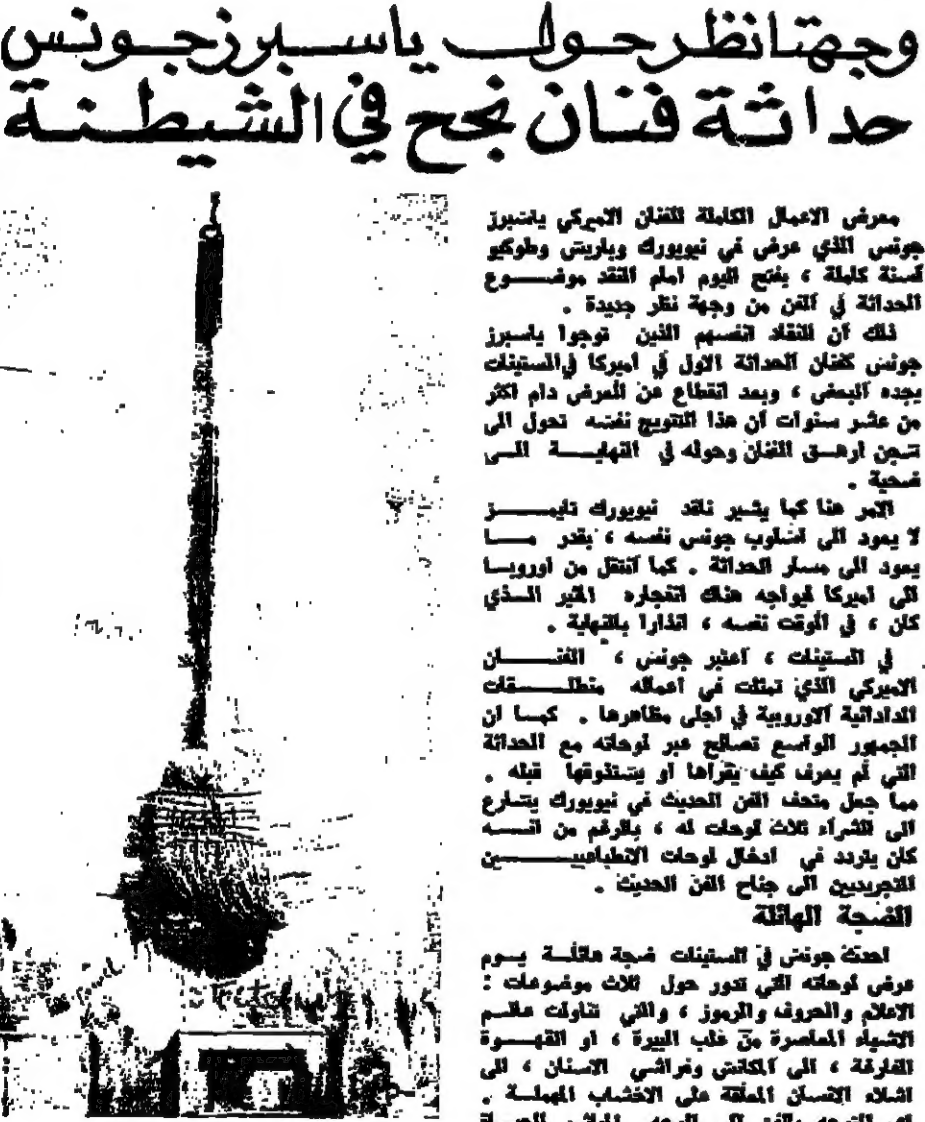 وجهتا نظر حول ياسبرز جونس
حداثة فنان نجح في الشيطنة
معرض الاعمال الكاملة للفنان الاميركي ياسبرز
جونس الذي عرض في نيويورك وباريس وطوكيو
لسنة كاملة ، يفتح اليوم امام النقد موضوع
الحداثة في الفن من وجهة نظر جديدة .
ذلك ان النقاد انفسهم الذين توجوا ياسبرز
جونس كفنان الحداثة الاول في اميركا في الستينات
يجده البعض ، وبعد انقطاع عن العرض دام اكثر
من عشر سنوات ان هذا التتويج نفسه تحول الى
سجن ارهق الفنان وحوله في النهاية الى
ضحية .
الامر هنا كما يشير ناقد نيويورك تايمز
لا يعود الى اسلوب جونس نفسه ، بقدر ما
يعود الى مسار الحداثة . كما انتقل من اوروبا
الى اميركا ليواجه هناك انفجاره المثير الذي
كان ، في الوقت نفسه ، انذارا بالنهاية .
في الستينات ، اعتبر جونس ، الفنان
الاميركي الذي تمثلت في اعماله منطلقات
الدادائية الاوروبية في اجلى مظاهرها . كما ان
الجمهور الواسع تصالح عبر لوحاته مع الحداثة
التي لم يعرف كيف يقرأها او يتذوقها قبله .
مما جعل متحف الفن الحديث في نيويورك يسارع
الى الشراء ثلاث لوحات له ، بالرغم من انه
كان يتردد في ادخال لوحات الانطباعيين
التجريديين الى جناح الفن الحديث .
الضجة الهائلة
احدث جونس في الستينات ضجة هائلة يوم
عرض لوحاته التي تدور حول ثلاث موضوعات :
الاعلام والحروف والرموز ، والتي تناولت عالم
الاشياء المعاصرة من علب البيرة ، او القهوة
الفارغة ، الى المكانس وفراشي الاسنان ، الى
اشلاء الانسان المعلقة على الاخشاب المهملة .